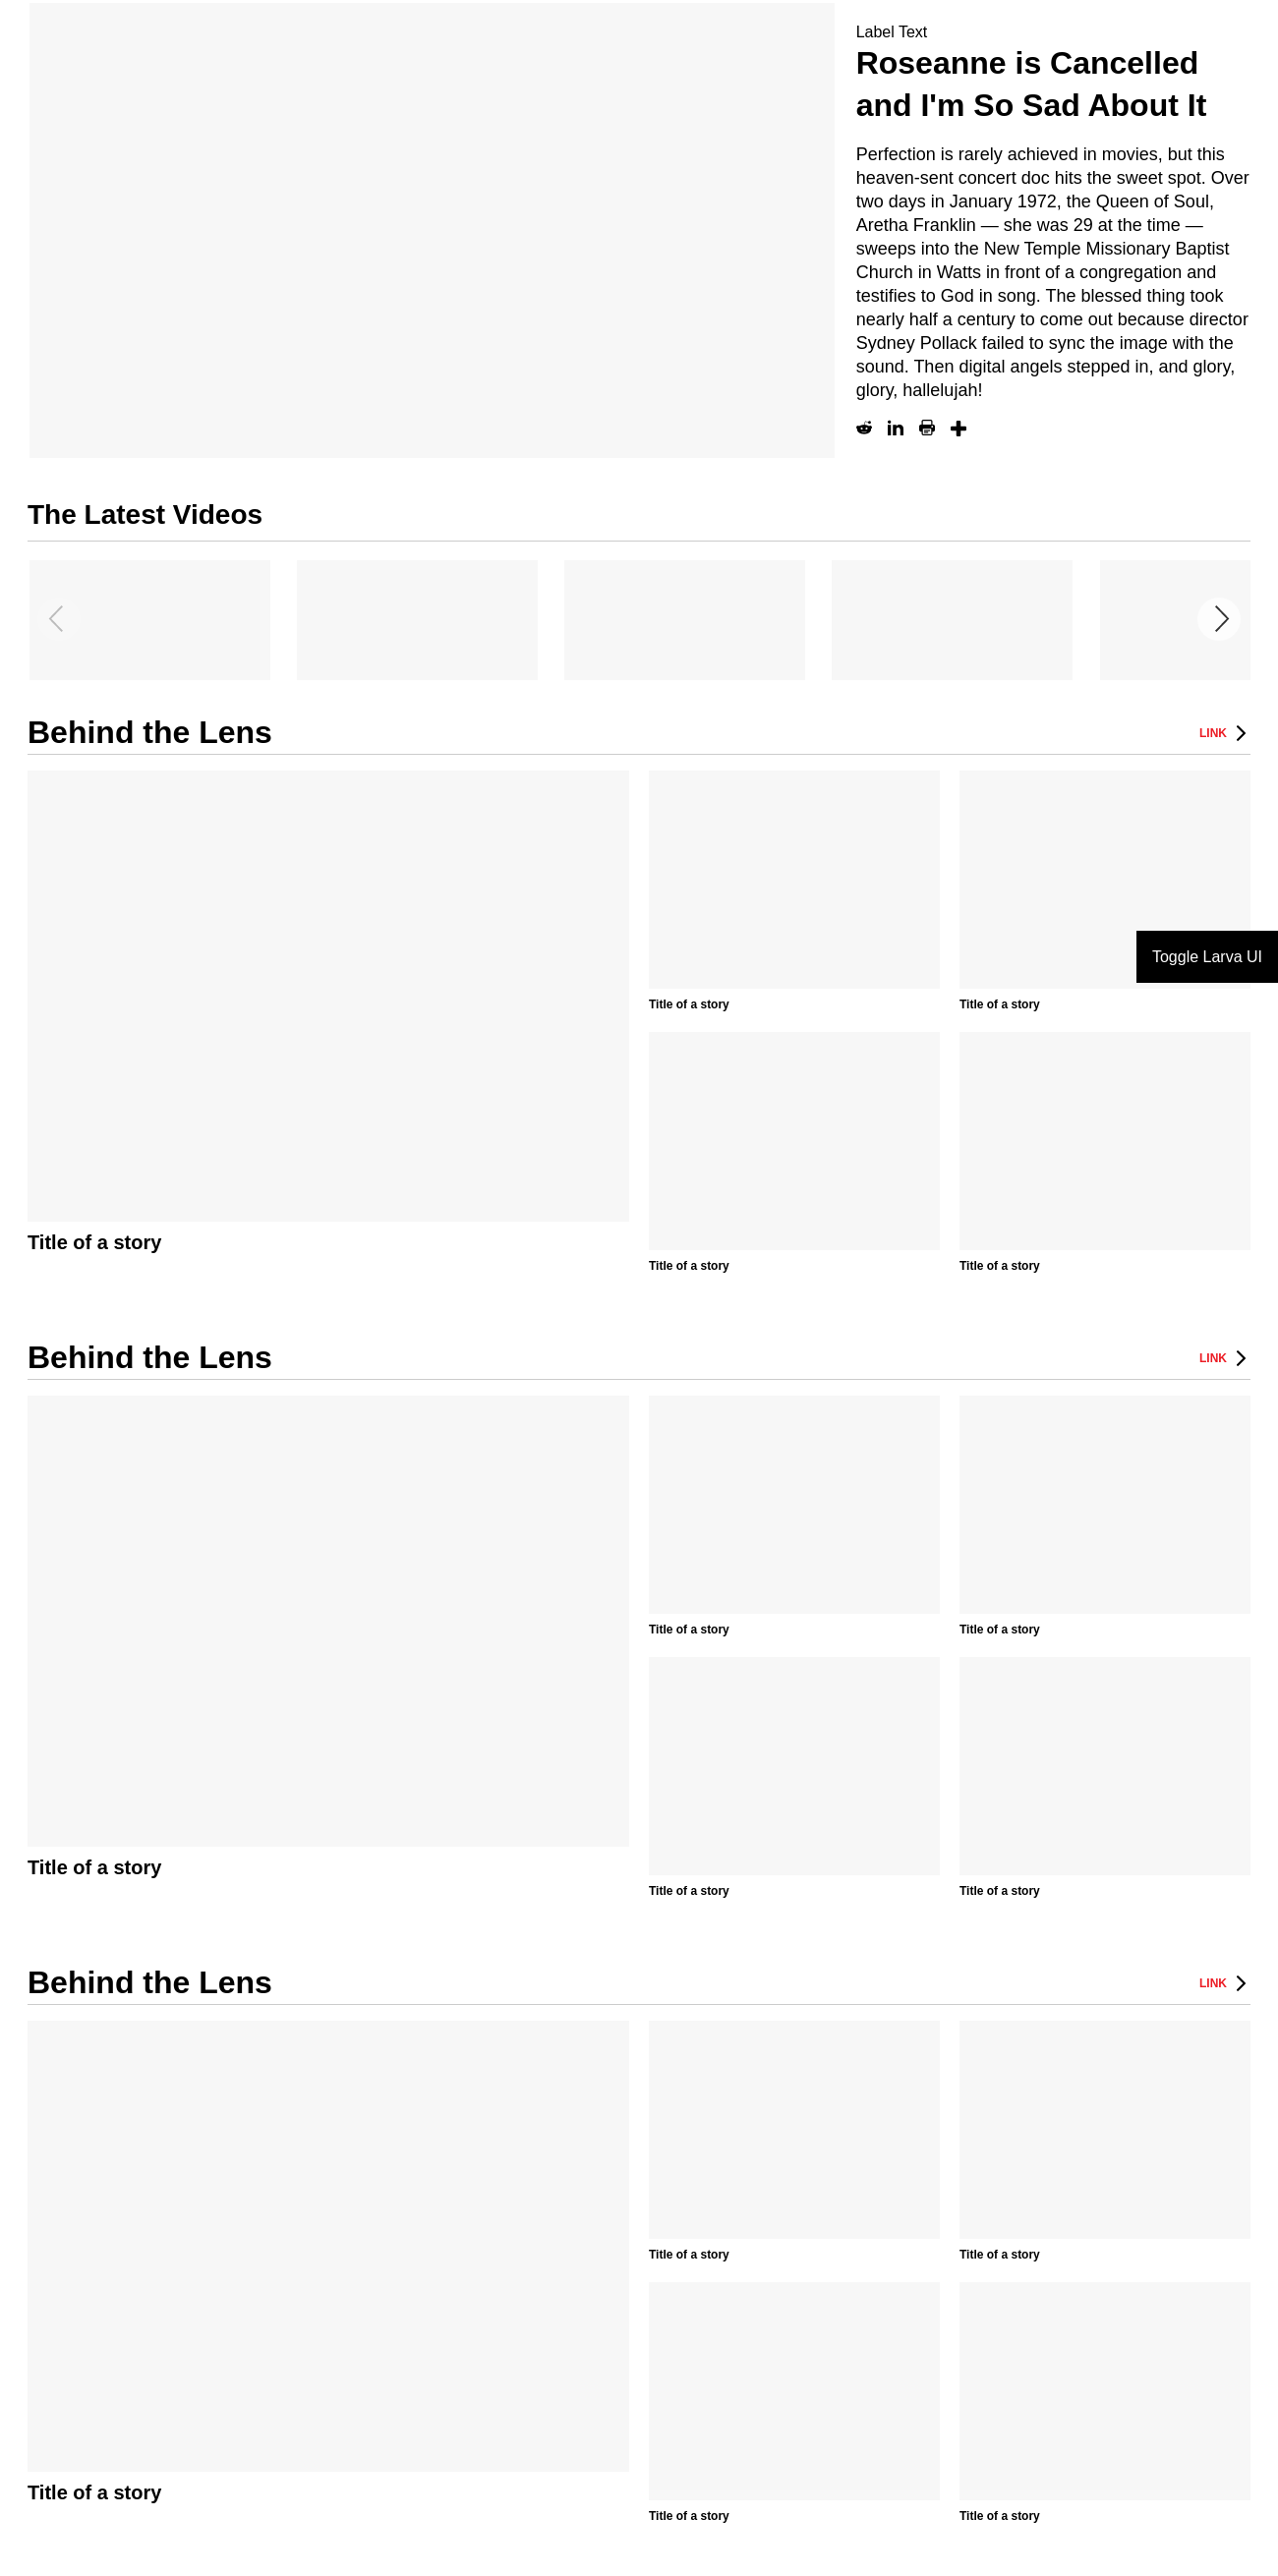 Label Text
Roseanne is Cancelled
and I'm So Sad About It
Perfection is rarely achieved in movies, but this
heaven-sent concert doc hits the sweet spot. Over
two days in January 1972, the Queen of Soul,
Aretha Franklin — she was 29 at the time —
sweeps into the New Temple Missionary Baptist
Church in Watts in front of a congregation and
testifies to God in song. The blessed thing took
nearly half a century to come out because director
Sydney Pollack failed to sync the image with the
sound. Then digital angels stepped in, and glory,
glory, hallelujah!
The Latest Videos
Behind the Lens
LINK
Toggle Larva UI
Title of a story
Title of a story
Title of a story
Title of a story
Title of a story
Behind the Lens
LINK
Title of a story
Title of a story
Title of a story
Title of a story
Title of a story
Behind the Lens
LINK
Title of a story
Title of a story
Title of a story
Title of a story
Title of a story